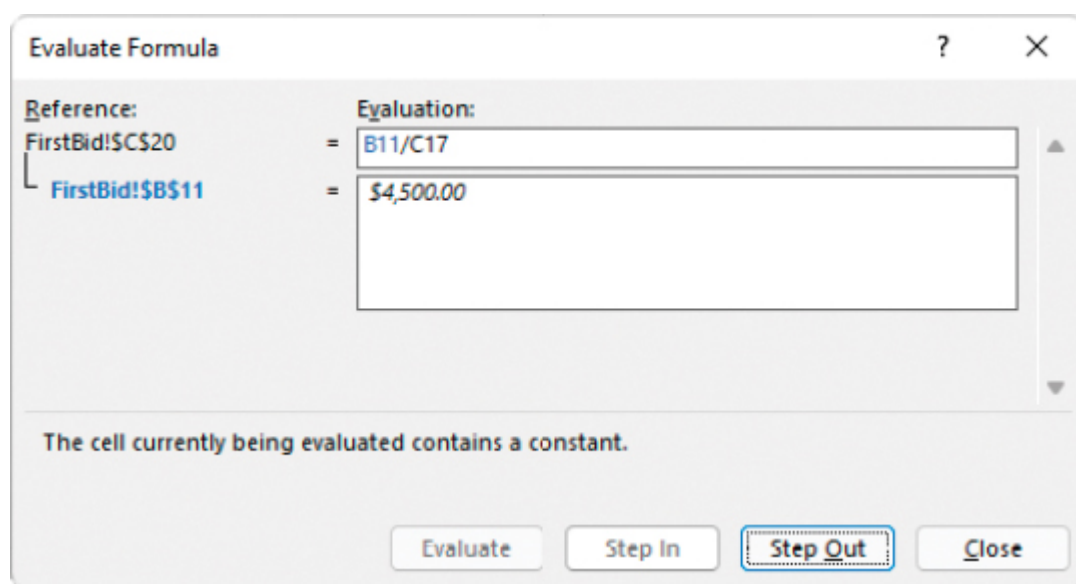 Evaluate Formula ? ×
Reference: Evaluation:
FirstBid!$C$20 = B11/C17
FirstBid!$B$11 = $4,500.00
The cell currently being evaluated contains a constant.
Evaluate Step In Step Out Close